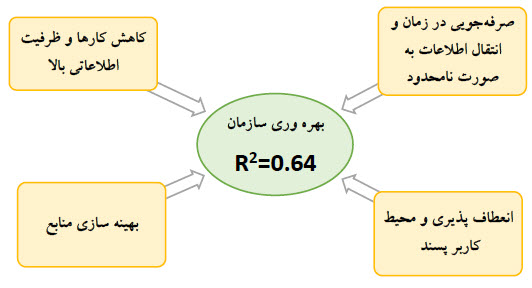 صرفه‌جویی در زمان و
انتقال اطلاعات به
صورت نامحدود
کاهش کارها و ظرفیت
اطلاعاتی بالا
بهره وری سازمان
R²=0.64
انعطاف پذیری و محیط
کاربر پسند
بهینه سازی منابع